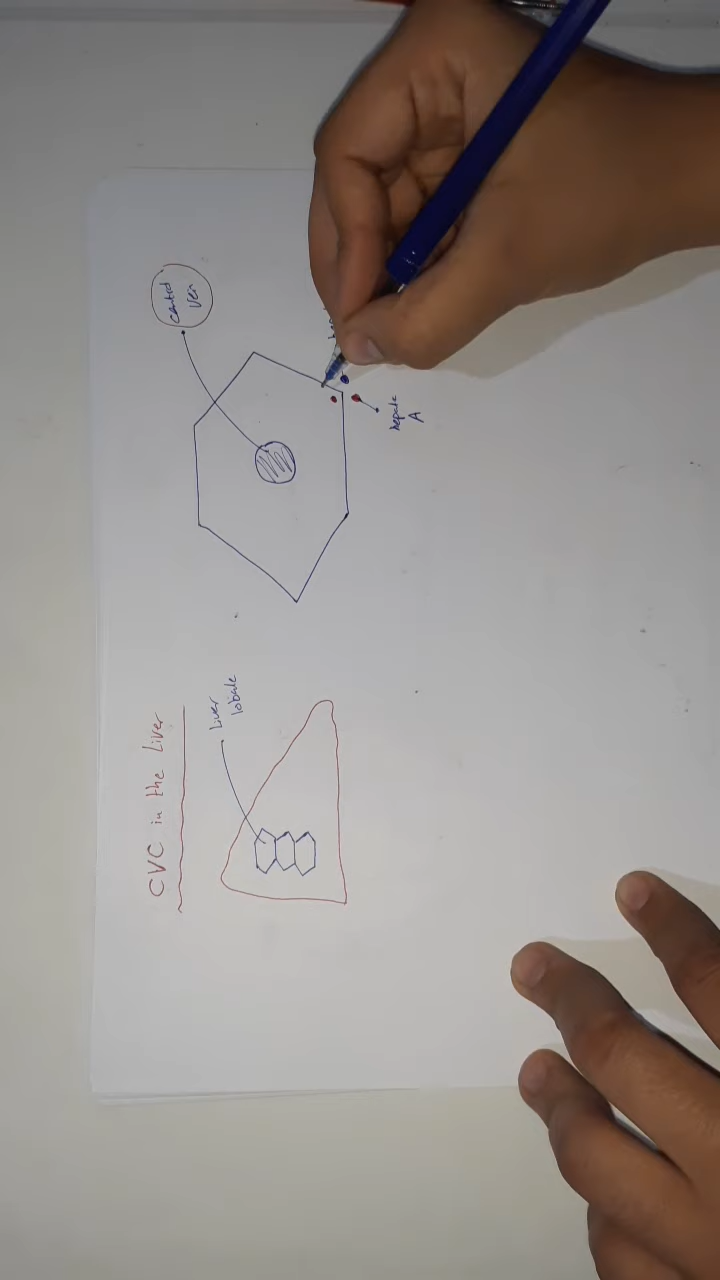 CVC in the Liver
Liver
lobule
central
Vein
hepatic
A